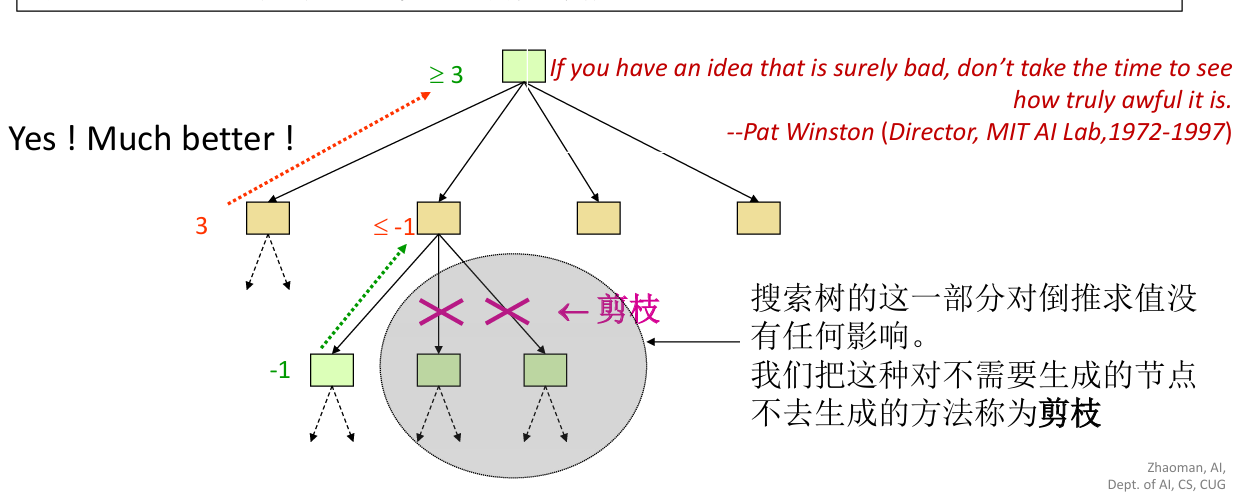 ≥ 3
If you have an idea that is surely bad, don't take the time to see
how truly awful it is.
--Pat Winston (Director, MIT AI Lab,1972-1997)
Yes ! Much better !
3
≤ -1
←剪枝
搜索树的这一部分对倒推求值没
有任何影响。
我们把这种对不需要生成的节点
不去生成的方法称为剪枝
-1
Zhaoman, AI,
Dept. of AI, CS, CUG